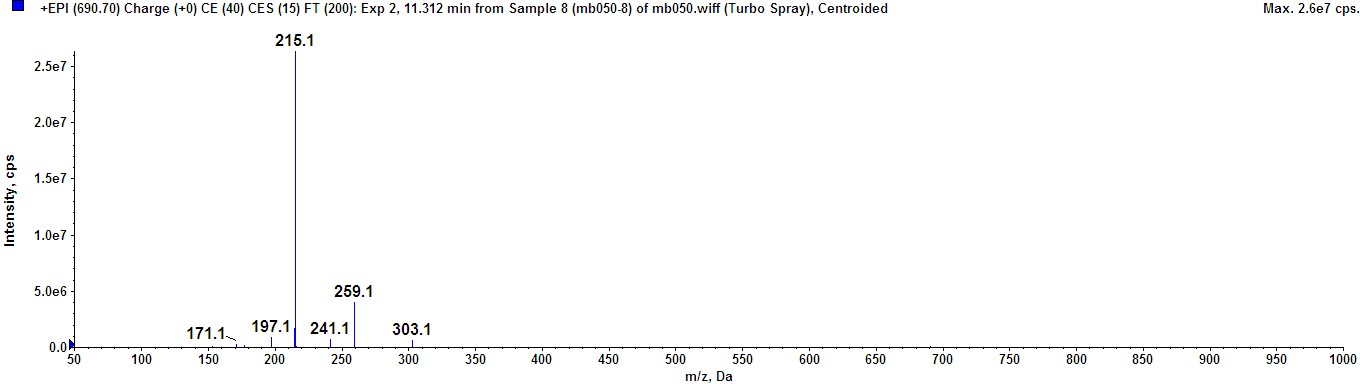 +EPI (690.70) Charge (+0) CE (40) CES (15) FT (200): Exp 2, 11.312 min from Sample 8 (mb050-8) of mb050.wiff (Turbo Spray), Centroided
Max. 2.6e7 cps.
215.1
2.5e7
2.0e7
1.5e7
1.0e7
5.0e6
0.0
Intensity, cps
259.1
171.1
197.1
241.1
303.1
50 100 150 200 250 300 350 400 450 500 550 600 650 700 750 800 850 900 950 1000
m/z, Da